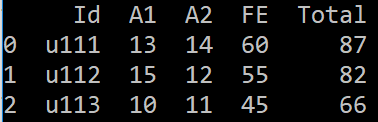 Id A1 A2 FE Total
0 u111 13 14 60 87
1 u112 15 12 55 82
2 u113 10 11 45 66